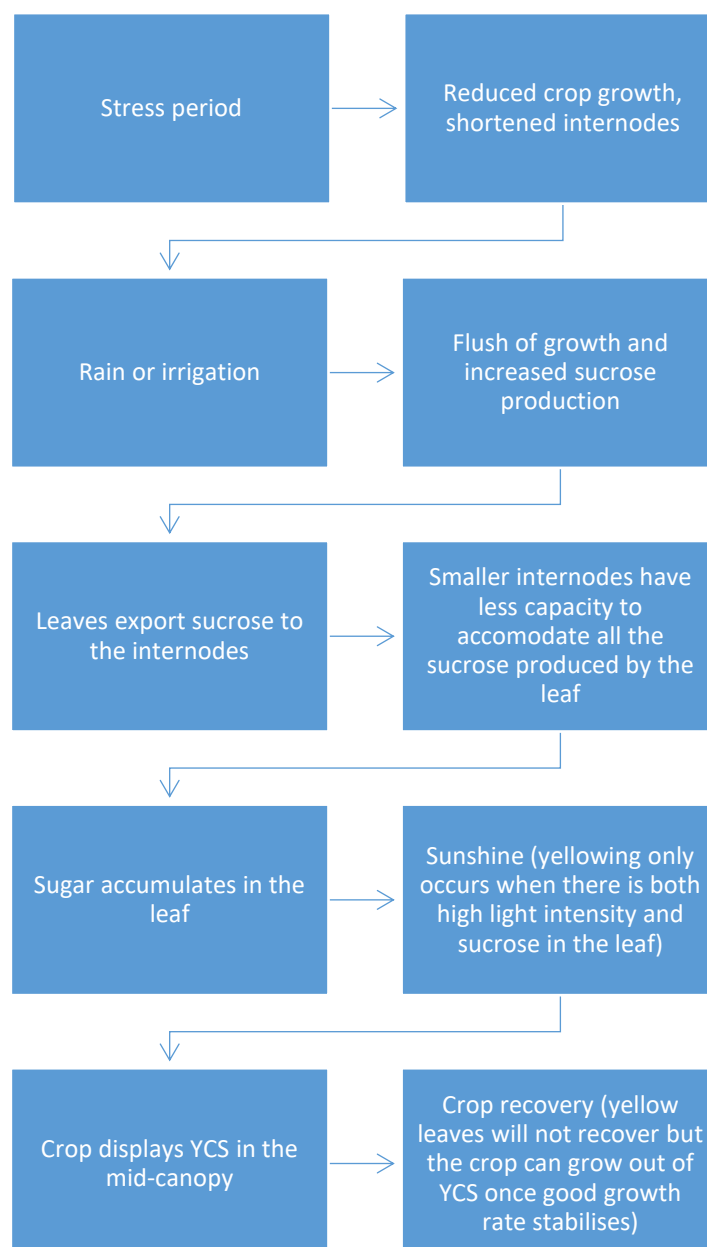 Stress period
Reduced crop growth,
shortened internodes
Rain or irrigation
Flush of growth and
increased sucrose
production
Leaves export sucrose to
the internodes
Smaller internodes have
less capacity to
accomodate all the
sucrose produced by the
leaf
Sugar accumulates in the
leaf
Sunshine (yellowing only
occurs when there is both
high light intensity and
sucrose in the leaf)
Crop displays YCS in the
mid-canopy
Crop recovery (yellow
leaves will not recover but
the crop can grow out of
YCS once good growth
rate stabilises)